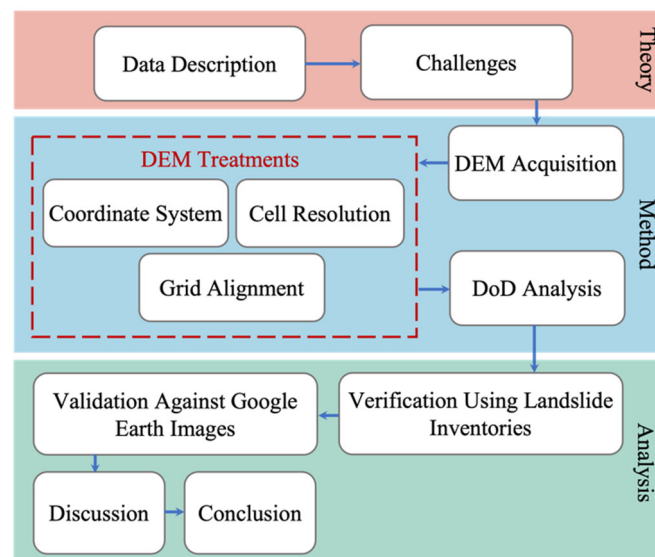 Theory
Data Description
Challenges
Method
DEM Acquisition
DEM Treatments
Coordinate System
Cell Resolution
Grid Alignment
DoD Analysis
Analysis
Verification Using Landslide
Inventories
Validation Against Google
Earth Images
Discussion
Conclusion